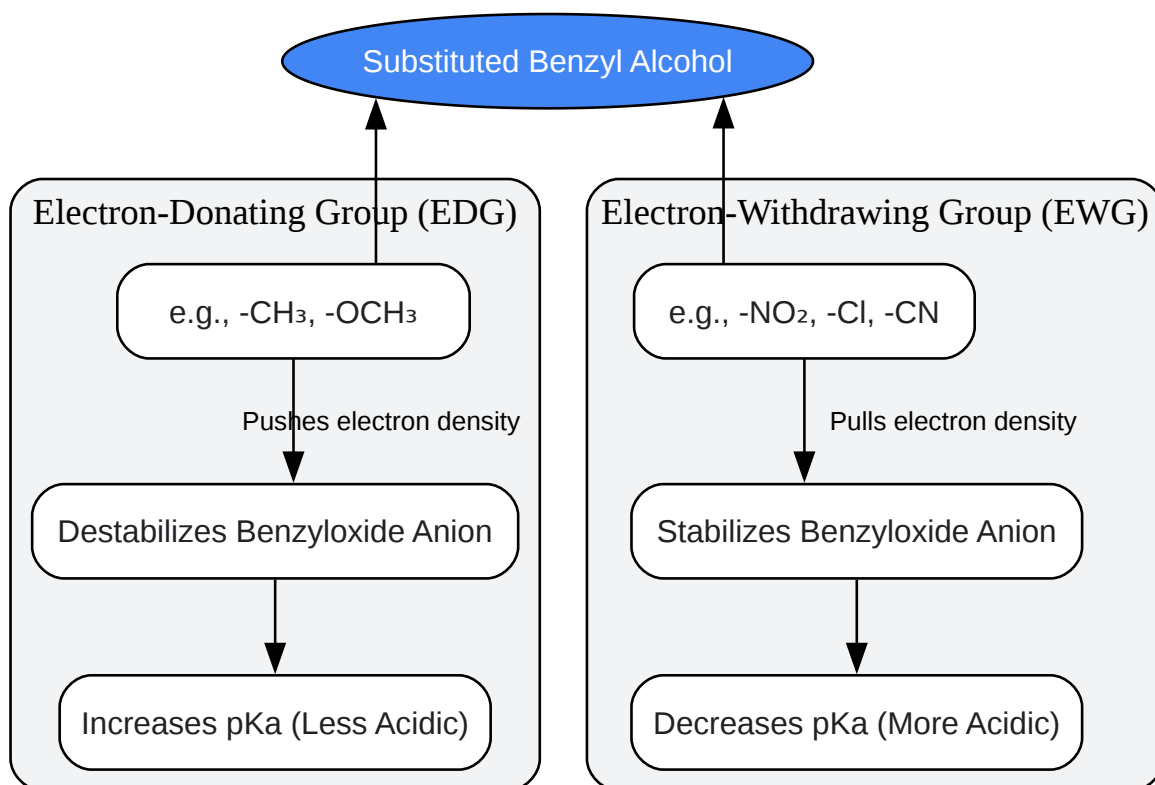 Substituted Benzyl Alcohol
Electron-Donating Group (EDG)
e.g., -CH₃, -OCH₃
Pushes electron density
Destabilizes Benzyloxide Anion
Increases pKa (Less Acidic)
Electron-Withdrawing Group (EWG)
e.g., -NO₂, -Cl, -CN
Pulls electron density
Stabilizes Benzyloxide Anion
Decreases pKa (More Acidic)